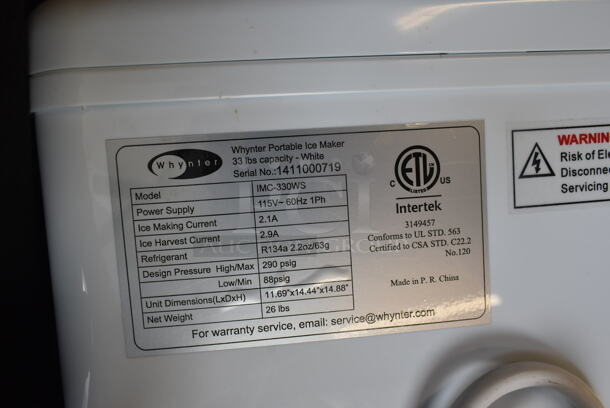 Whynter
Whynter Portable Ice Maker
33 lbs capacity - White
Serial No.:1411000719
Model IMC-330WS
Power Supply 115V~ 60Hz 1Ph
Ice Making Current 2.1A
Ice Harvest Current 2.9A
Refrigerant R134a 2.2oz/63g
Design Pressure High/Max 290 psig
Low/Min 88psig
Unit Dimensions(LxDxH) 11.69"x14.44"x14.88"
Net Weight 26 lbs
For warranty service, email: service@whynter.com
ETL
C US
LISTED
Intertek
3149457
Conforms to UL STD. 563
Certified to CSA STD. C22.2
No.120
Made in P. R. China
WARNIN
Risk of Ele
Disconnec
Servicing